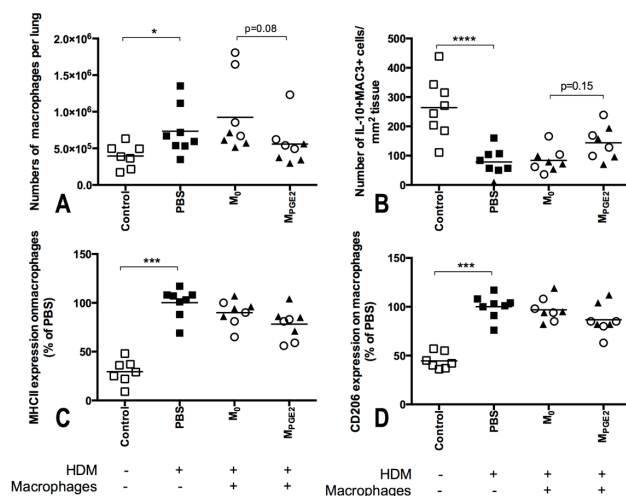 Numbers of macrophages per lung
2.0×10⁶
1.5×10⁶
1.0×10⁶
5.0×10⁵
0.0
*
p=0.08
A
Control
PBS
M₀
MPGE2
Number of IL-10+MAC3+ cells/
mm² tissue
500
400
300
200
100
0
****
p=0.15
B
Control
PBS
M₀
MPGE2
MHCII expression onmacrophages
(% of PBS)
150
100
50
0
***
C
Control
PBS
M₀
MPGE2
CD206 expression on macrophages
(% of PBS)
150
100
50
0
***
D
Control
PBS
M₀
MPGE2
HDM - + + +
Macrophages - - + +
HDM - + + +
Macrophages - - + +